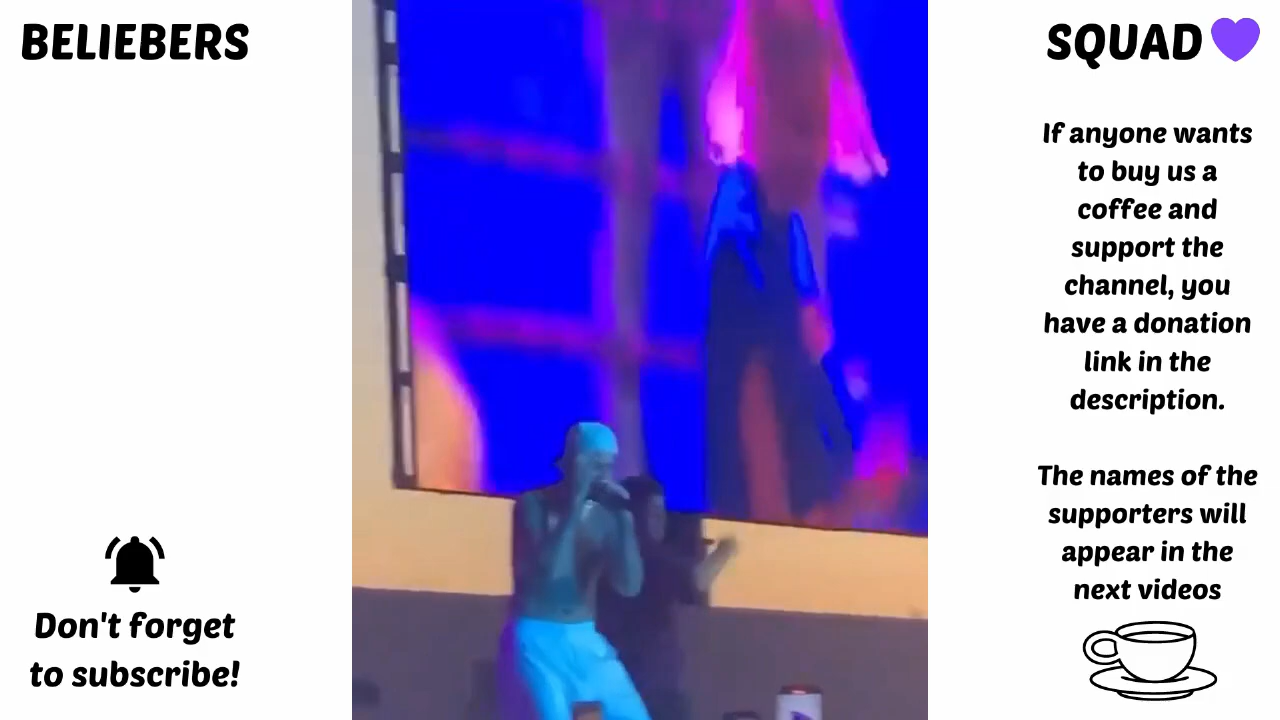 BELIEBERS
Don't forget
to subscribe!
SQUAD
If anyone wants
to buy us a
coffee and
support the
channel, you
have a donation
link in the
description.
The names of the
supporters will
appear in the
next videos